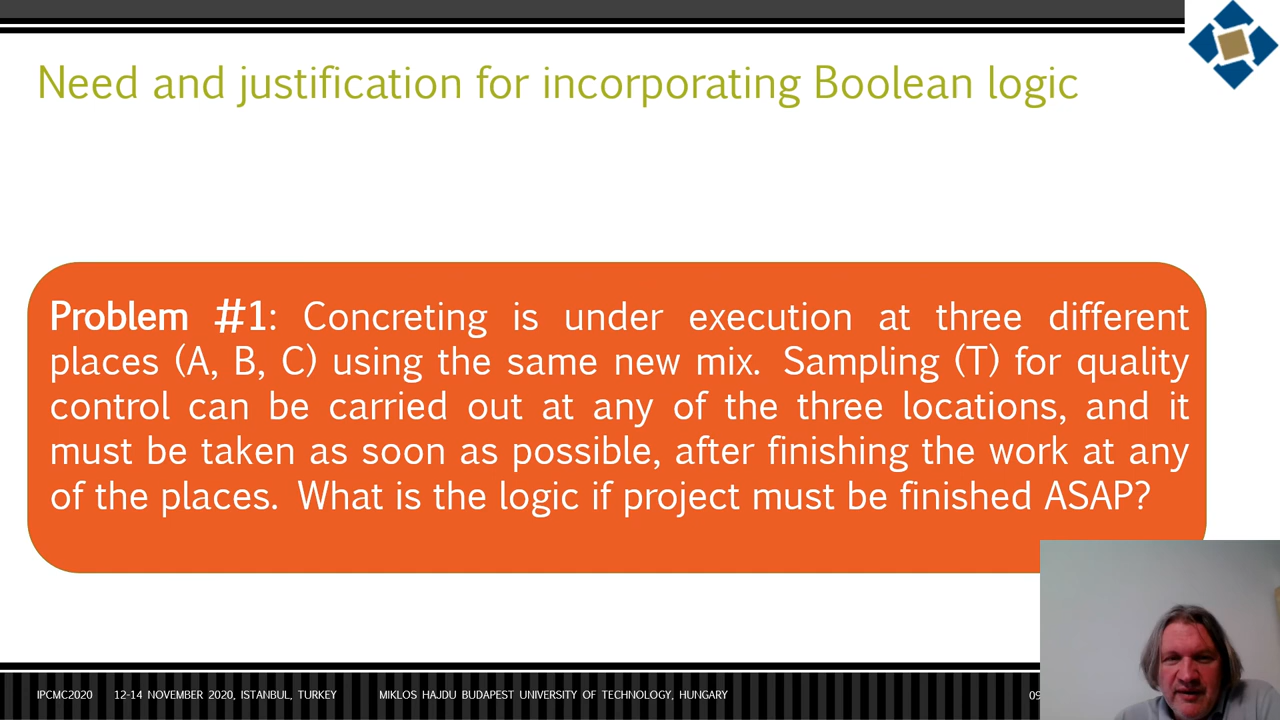 Need and justification for incorporating Boolean logic
Problem #1: Concreting is under execution at three different
places (A, B, C) using the same new mix. Sampling (T) for quality
control can be carried out at any of the three locations, and it
must be taken as soon as possible, after finishing the work at any
of the places. What is the logic if project must be finished ASAP?
IPCMC2020 12-14 NOVEMBER 2020, ISTANBUL, TURKEY MIKLOS HAJDU BUDAPEST UNIVERSITY OF TECHNOLOGY, HUNGARY